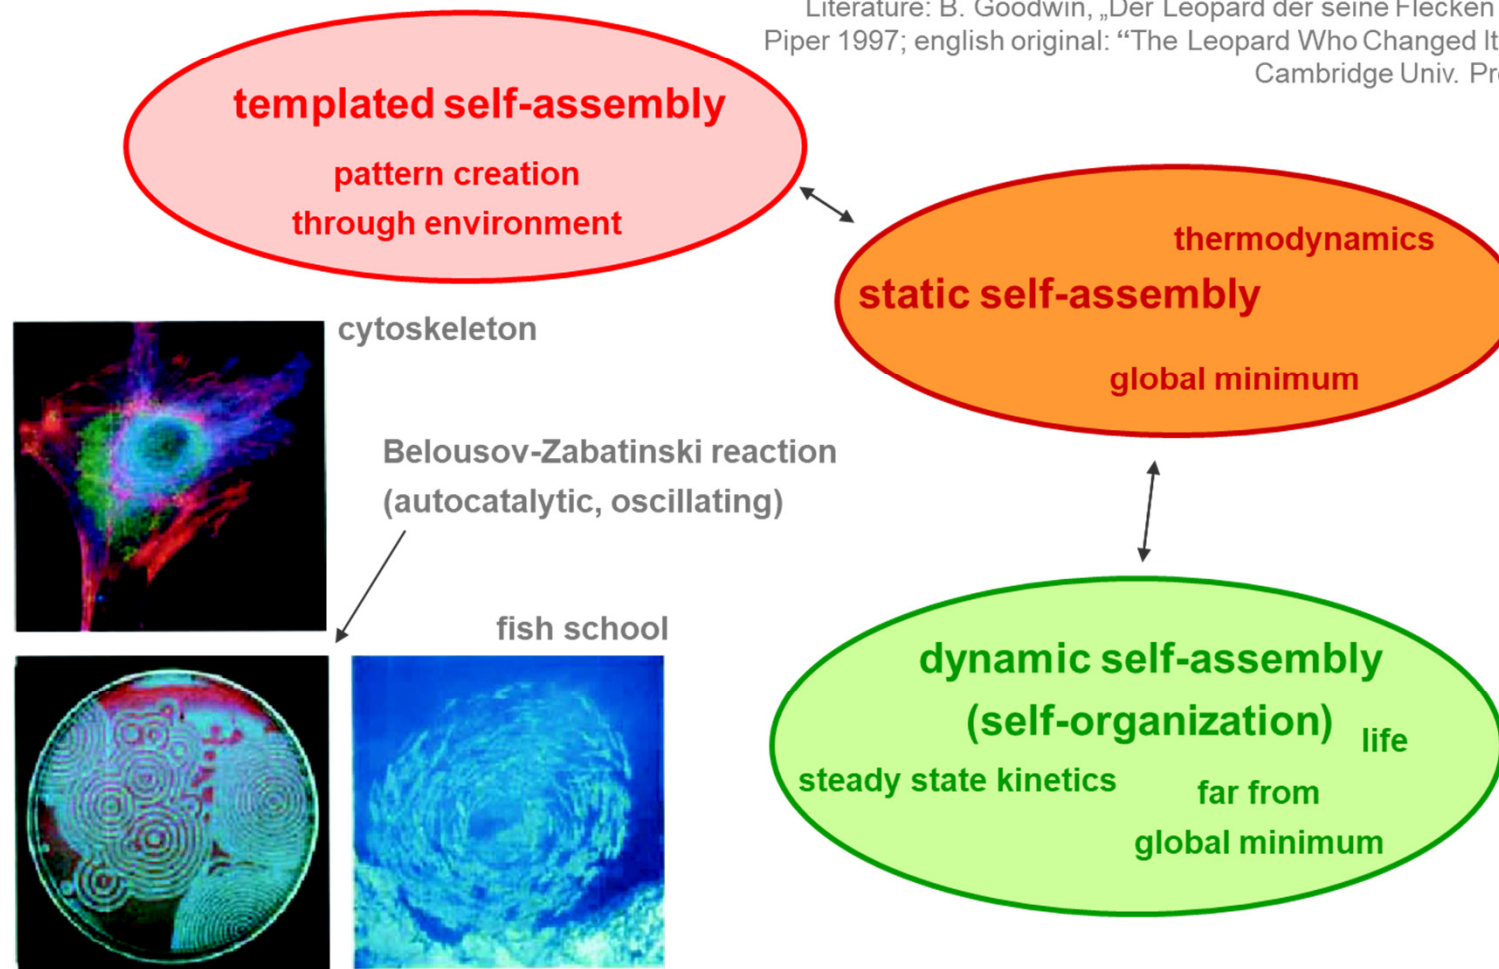 Literature: B. Goodwin, „Der Leopard der seine Flecken
Piper 1997; english original: “The Leopard Who Changed It
Cambridge Univ. Pr
templated self-assembly
pattern creation
through environment
thermodynamics
static self-assembly
global minimum
cytoskeleton
Belousov-Zabatinski reaction
(autocatalytic, oscillating)
fish school
dynamic self-assembly
(self-organization)
life
steady state kinetics
far from
global minimum